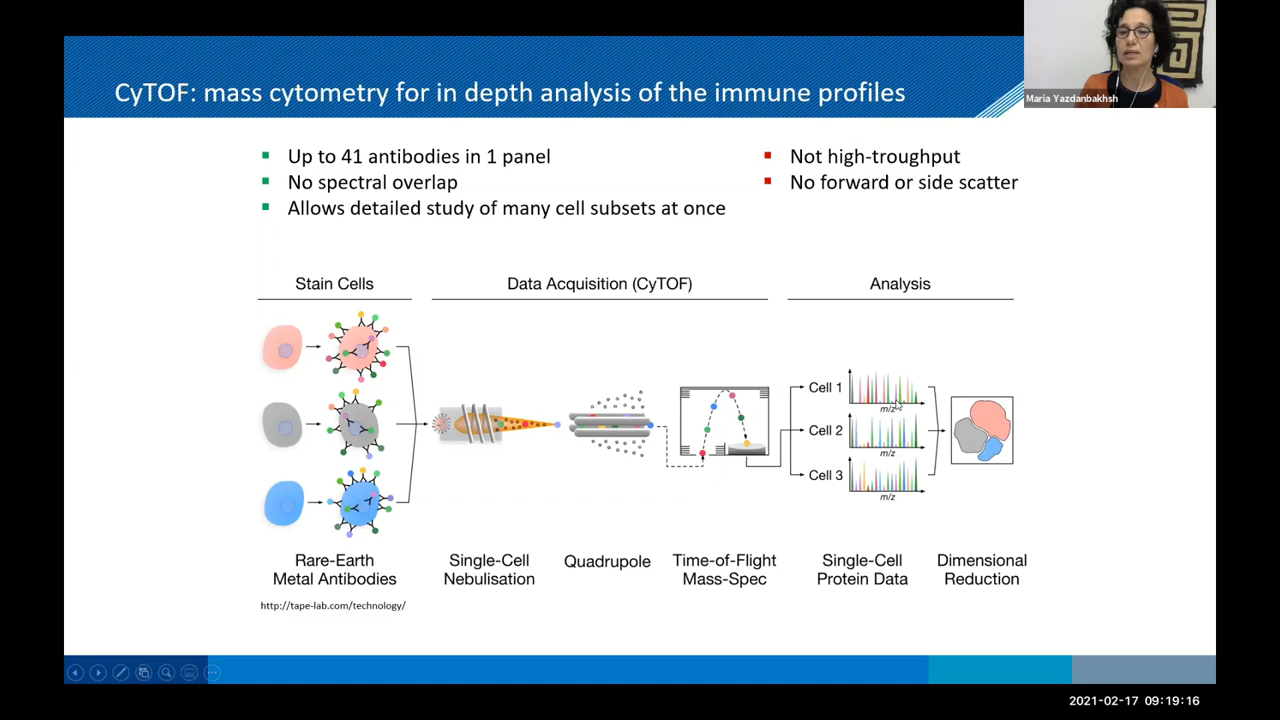 CyTOF: mass cytometry for in depth analysis of the immune profiles
Maria Yazdanbakhsh
Up to 41 antibodies in 1 panel
No spectral overlap
Allows detailed study of many cell subsets at once
Not high-troughput
No forward or side scatter
Stain Cells
Data Acquisition (CyTOF)
Analysis
Cell 1
m/z
Cell 2
m/z
Cell 3
m/z
Rare-Earth
Metal Antibodies
Single-Cell
Nebulisation
Quadrupole
Time-of-Flight
Mass-Spec
Single-Cell
Protein Data
Dimensional
Reduction
http://tape-lab.com/technology/
2021-02-17 09:19:16